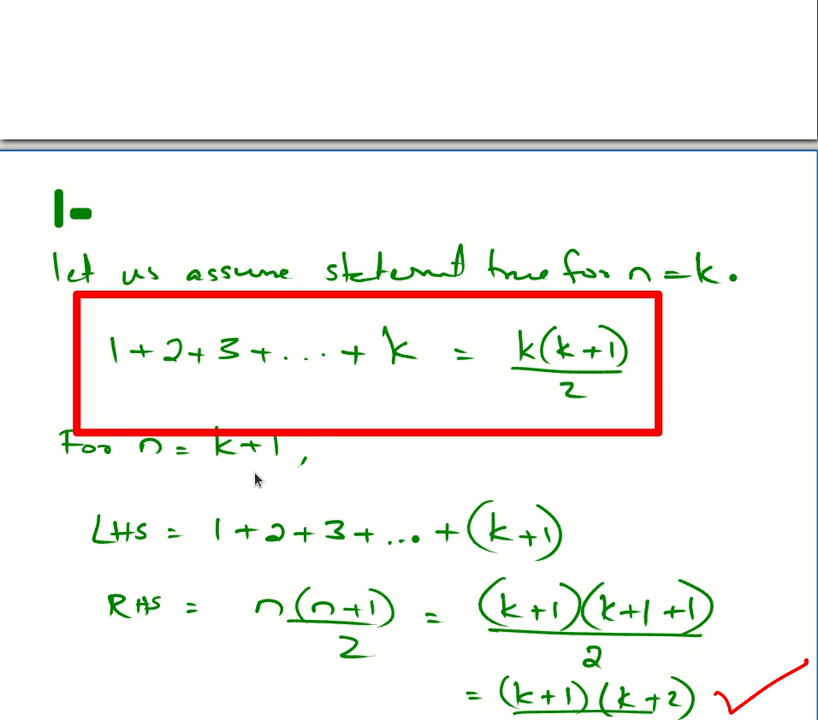 1-
let us assume statement true for n = k.
1 + 2 + 3 + ... + k = k(k+1)/2
For n = k+1,
LHS = 1 + 2 + 3 + ... + (k+1)
RHS = n(n+1)/2 = (k+1)(k+1+1)/2
= (k+1)(k+2)